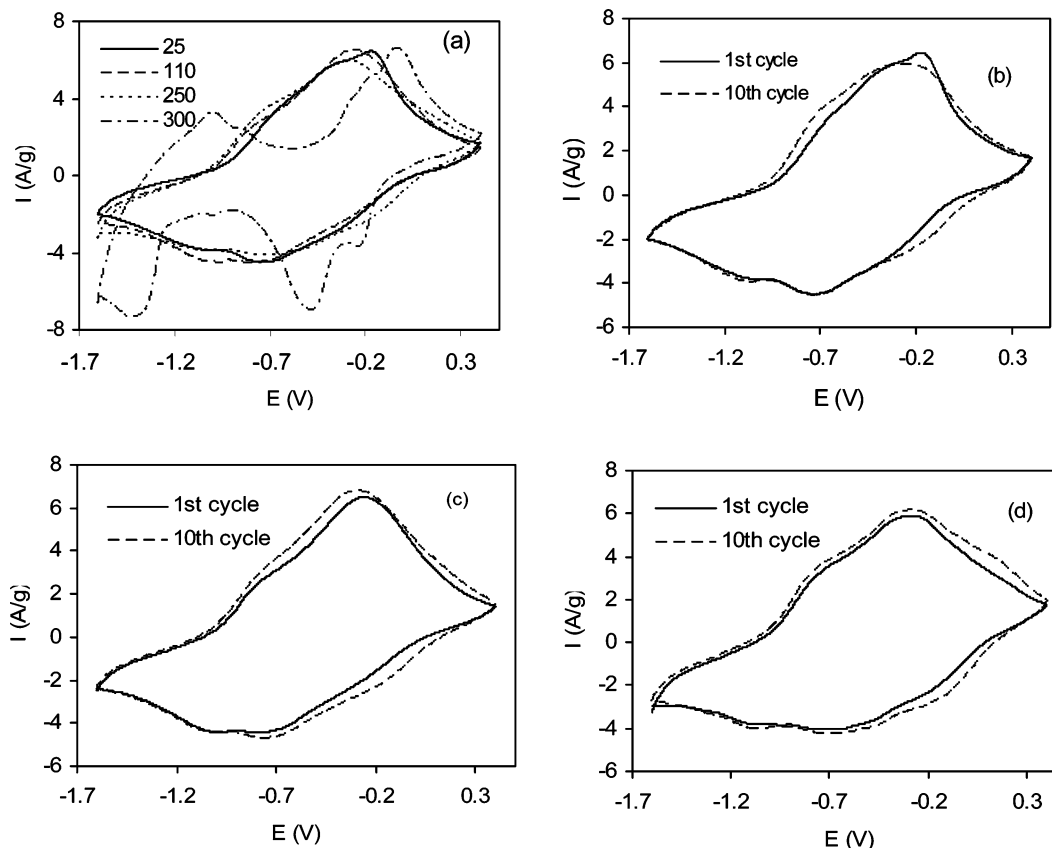 (a)
25
110
250
300
8
4
0
-4
-8
I (A/g)
-1.7 -1.2 -0.7 -0.2 0.3
E (V)
(b)
1st cycle
10th cycle
8
6
4
2
0
-2
-4
-6
I (A/g)
-1.7 -1.2 -0.7 -0.2 0.3
E (V)
(c)
1st cycle
10th cycle
8
6
4
2
0
-2
-4
-6
I (A/g)
-1.7 -1.2 -0.7 -0.2 0.3
E (V)
(d)
1st cycle
10th cycle
8
6
4
2
0
-2
-4
-6
I (A/g)
-1.7 -1.2 -0.7 -0.2 0.3
E (V)